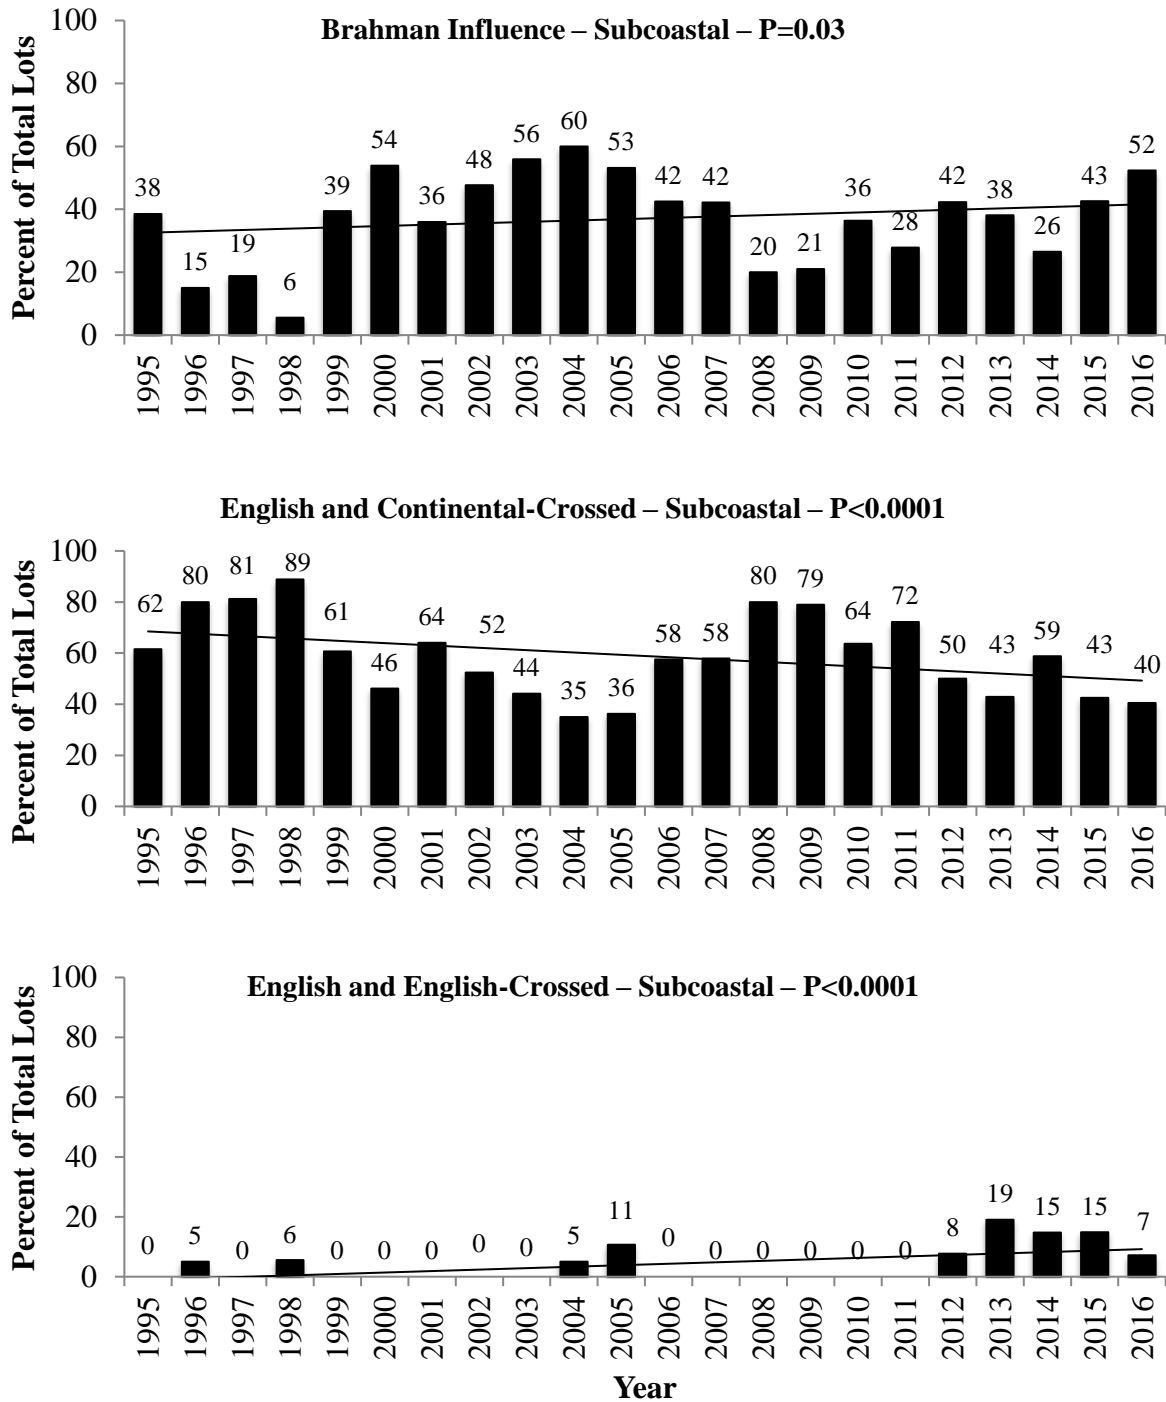 Brahman Influence – Subcoastal – P=0.03
Percent of Total Lots
100
80
60
40
20
0
38 15 19 6 39 54 36 48 56 60 53 42 42 20 21 36 28 42 38 26 43 52
1995 1996 1997 1998 1999 2000 2001 2002 2003 2004 2005 2006 2007 2008 2009 2010 2011 2012 2013 2014 2015 2016
English and Continental-Crossed – Subcoastal – P<0.0001
Percent of Total Lots
100
80
60
40
20
0
62 80 81 89 61 46 64 52 44 35 36 58 58 80 79 64 72 50 43 59 43 40
1995 1996 1997 1998 1999 2000 2001 2002 2003 2004 2005 2006 2007 2008 2009 2010 2011 2012 2013 2014 2015 2016
English and English-Crossed – Subcoastal – P<0.0001
Percent of Total Lots
100
80
60
40
20
0
0 5 0 6 0 0 0 0 0 5 11 0 0 0 0 0 0 8 19 15 15 7
1995 1996 1997 1998 1999 2000 2001 2002 2003 2004 2005 2006 2007 2008 2009 2010 2011 2012 2013 2014 2015 2016
Year